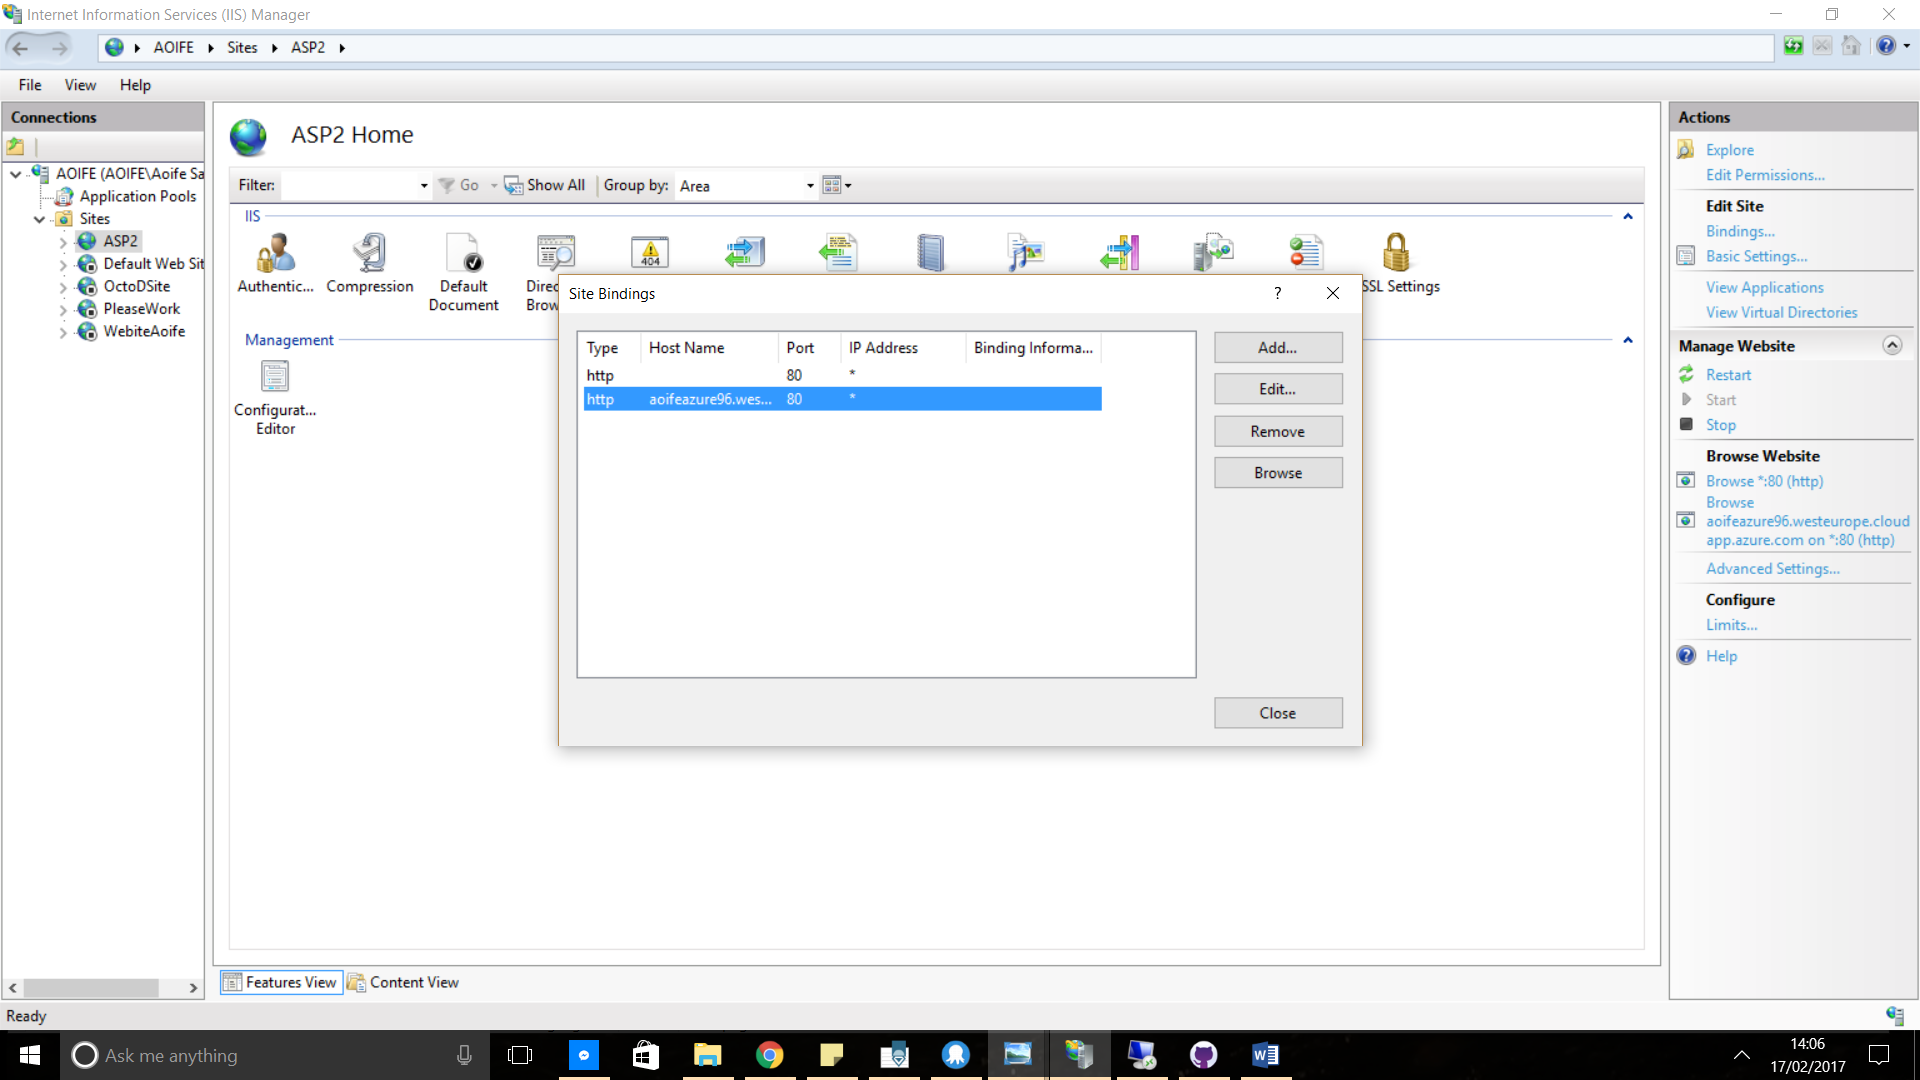 Internet Information Services (IIS) Manager
AOIFE
Sites
ASP2
File View Help
Connections
AOIFE (AOIFE\Aoife Sa
Application Pools
Sites
ASP2
Default Web Sit
OctoDSite
PleaseWork
WebiteAoife
ASP2 Home
Filter: Go Show All Group by: Area
IIS
Authentic...
Compression
Default
Document
Direc
Brow
404
SSL Settings
Management
Configurat...
Editor
Site Bindings
?
Type Host Name Port IP Address Binding Informa...
http 80 *
http aoifeazure96.wes... 80 *
Add...
Edit...
Remove
Browse
Close
Features View Content View
Actions
Explore
Edit Permissions...
Edit Site
Bindings...
Basic Settings...
View Applications
View Virtual Directories
Manage Website
Restart
Start
Stop
Browse Website
Browse *:80 (http)
Browse
aoifeazure96.westeurope.cloud
app.azure.com on *:80 (http)
Advanced Settings...
Configure
Limits...
Help
Ready
Ask me anything
14:06
17/02/2017